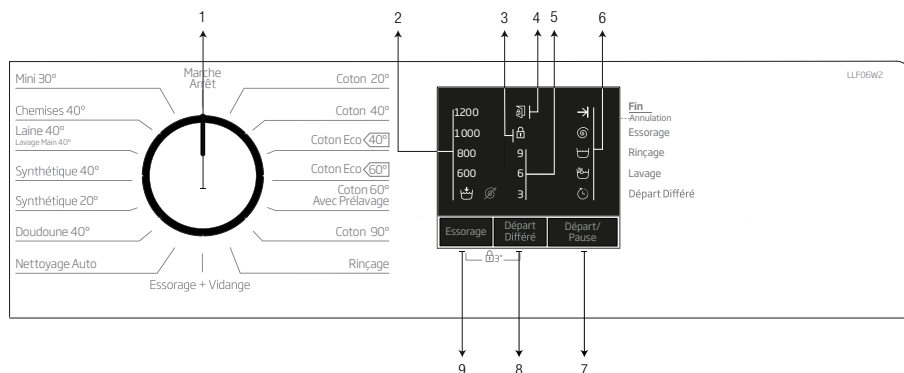 1
2
3
4
5
6
LLF06W2
Marche
Arrêt
Mini 30°
Chemises 40°
Laine 40°
Lavage Main 40°
Synthétique 40°
Synthétique 20°
Doudoune 40°
Nettoyage Auto
Essorage + Vidange
Coton 20°
Coton 40°
Coton Eco 40°
Coton Eco 60°
Coton 60°
Avec Prélavage
Coton 90°
Rinçage
1200
1000
800
600
9
6
3
Fin
Annulation
Essorage
Rinçage
Lavage
Départ Différé
Essorage
Départ
Différé
Départ/
Pause
3"
9
8
7